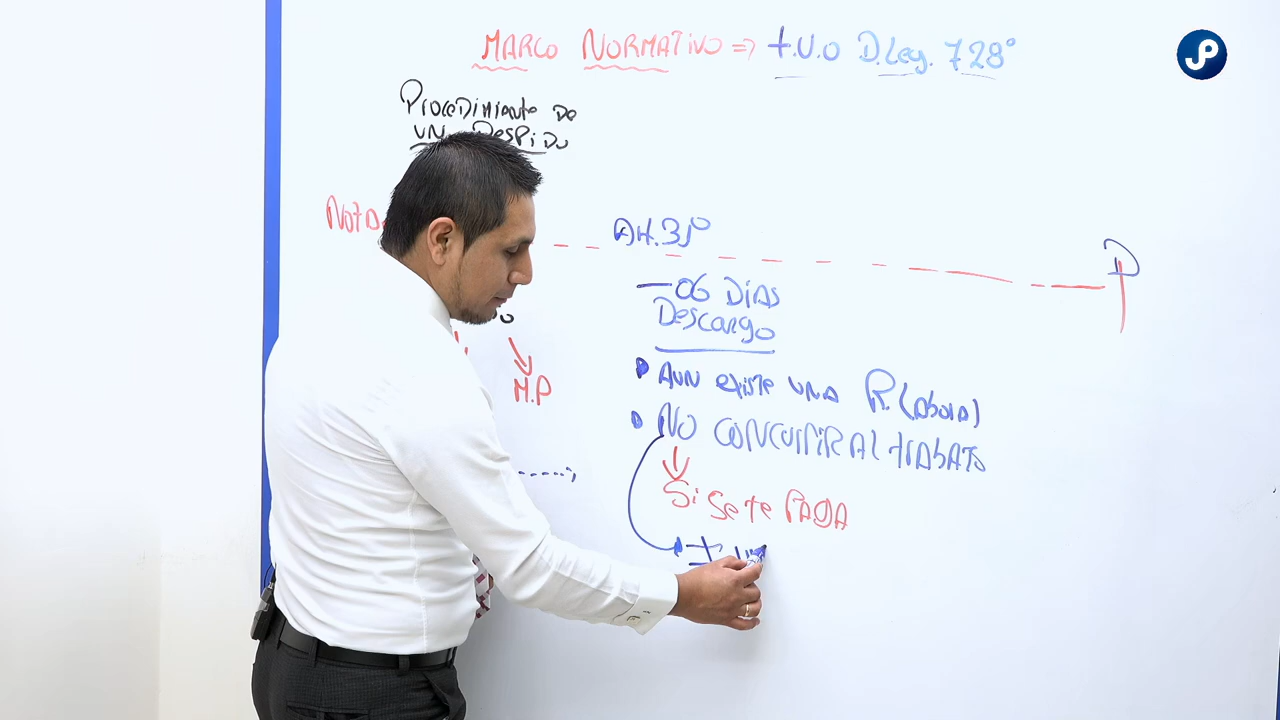 MARCO NORMATIVO => T.U.O D.Leg. 728°
Procedimiento de
un Despido
Art. 31°
D
— 06 Días
Descargo
Aun existe una R. Laboral
M.P
No concurrir al trabajo
Si se te paga